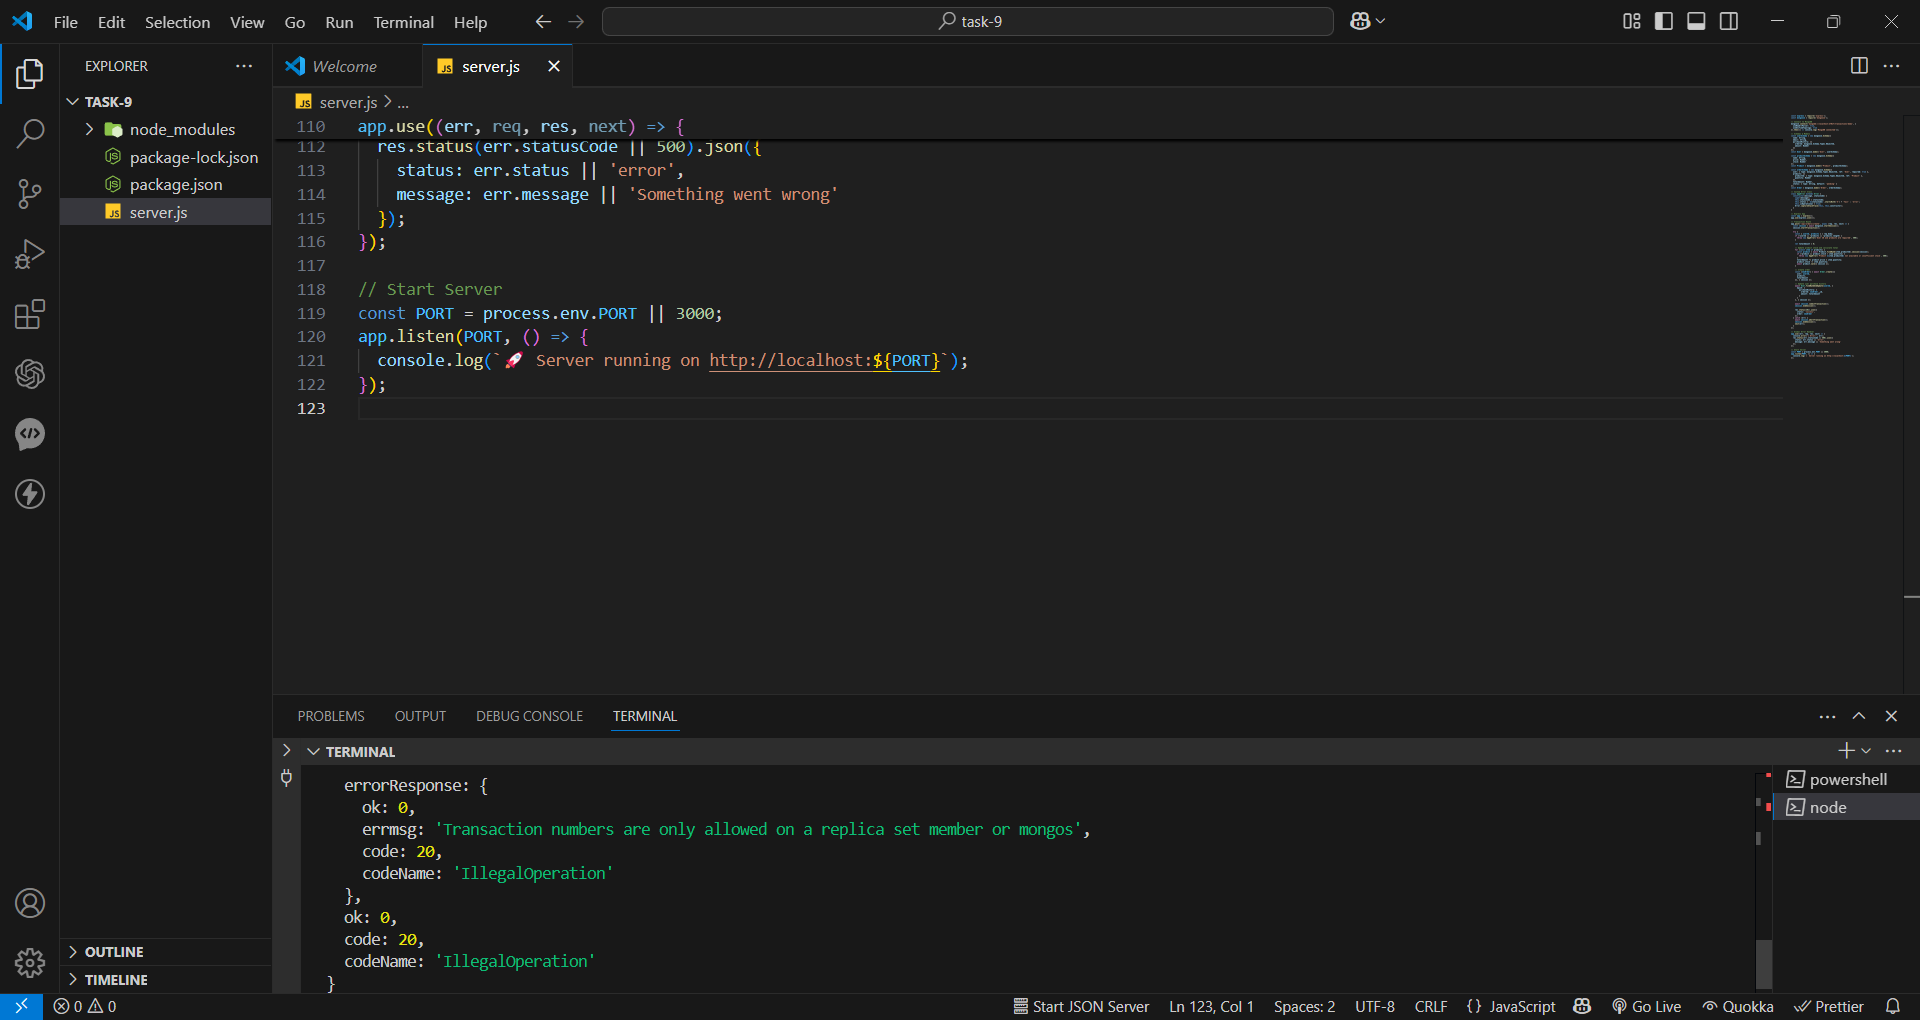 File Edit Selection View Go Run Terminal Help
task-9
EXPLORER
Welcome
server.js
TASK-9
node_modules
package-lock.json
package.json
server.js
server.js > ...
110 app.use((err, req, res, next) => {
112 res.status(err.statusCode || 500).json({
113 status: err.status || 'error',
114 message: err.message || 'Something went wrong'
115 });
116 });
117
118 // Start Server
119 const PORT = process.env.PORT || 3000;
120 app.listen(PORT, () => {
121 console.log(`🚀 Server running on http://localhost:${PORT}`);
122 });
123
PROBLEMS OUTPUT DEBUG CONSOLE TERMINAL
TERMINAL
errorResponse: {
ok: 0,
errmsg: 'Transaction numbers are only allowed on a replica set member or mongos',
code: 20,
codeName: 'IllegalOperation'
},
ok: 0,
code: 20,
codeName: 'IllegalOperation'
}
powershell
node
OUTLINE
TIMELINE
0 0
Start JSON Server Ln 123, Col 1 Spaces: 2 UTF-8 CRLF {} JavaScript Go Live Quokka Prettier